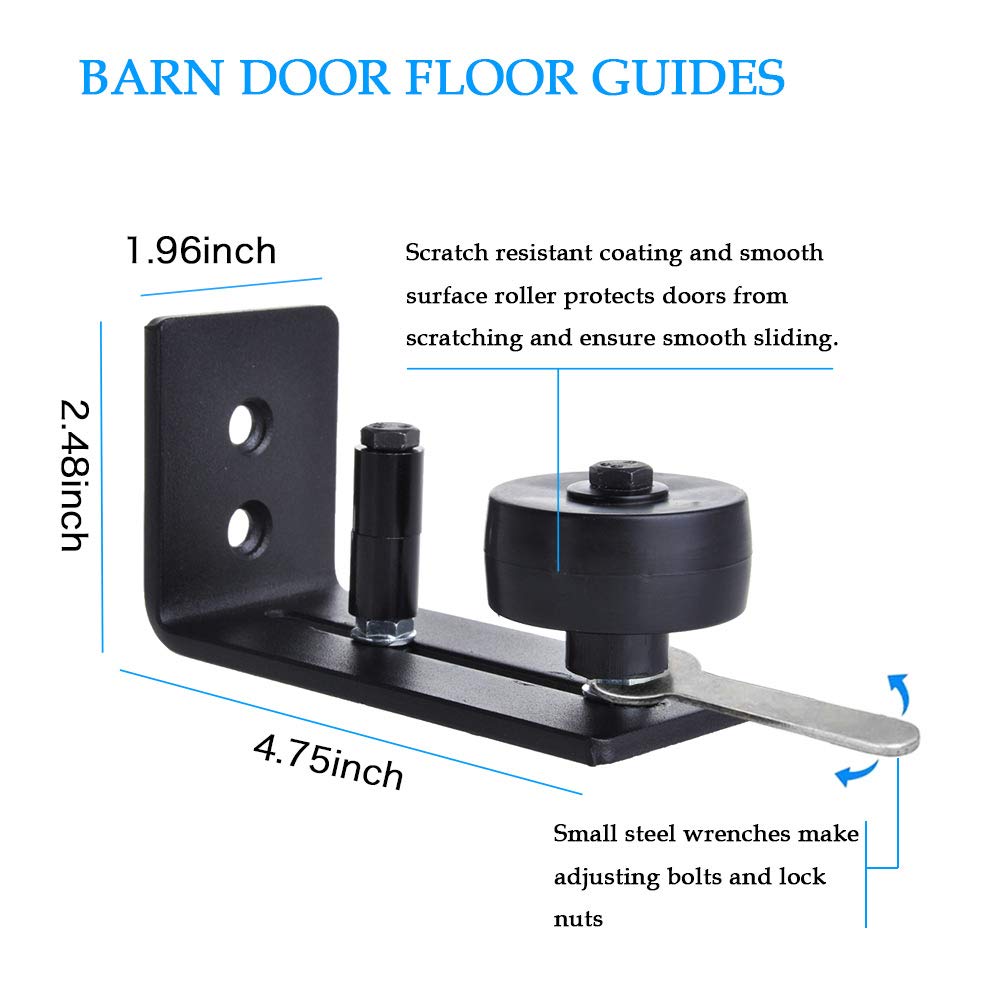 BARN DOOR FLOOR GUIDES
1.96inch
Scratch resistant coating and smooth
surface roller protects doors from
scratching and ensure smooth sliding.
2.48inch
4.75inch
Small steel wrenches make
adjusting bolts and lock
nuts